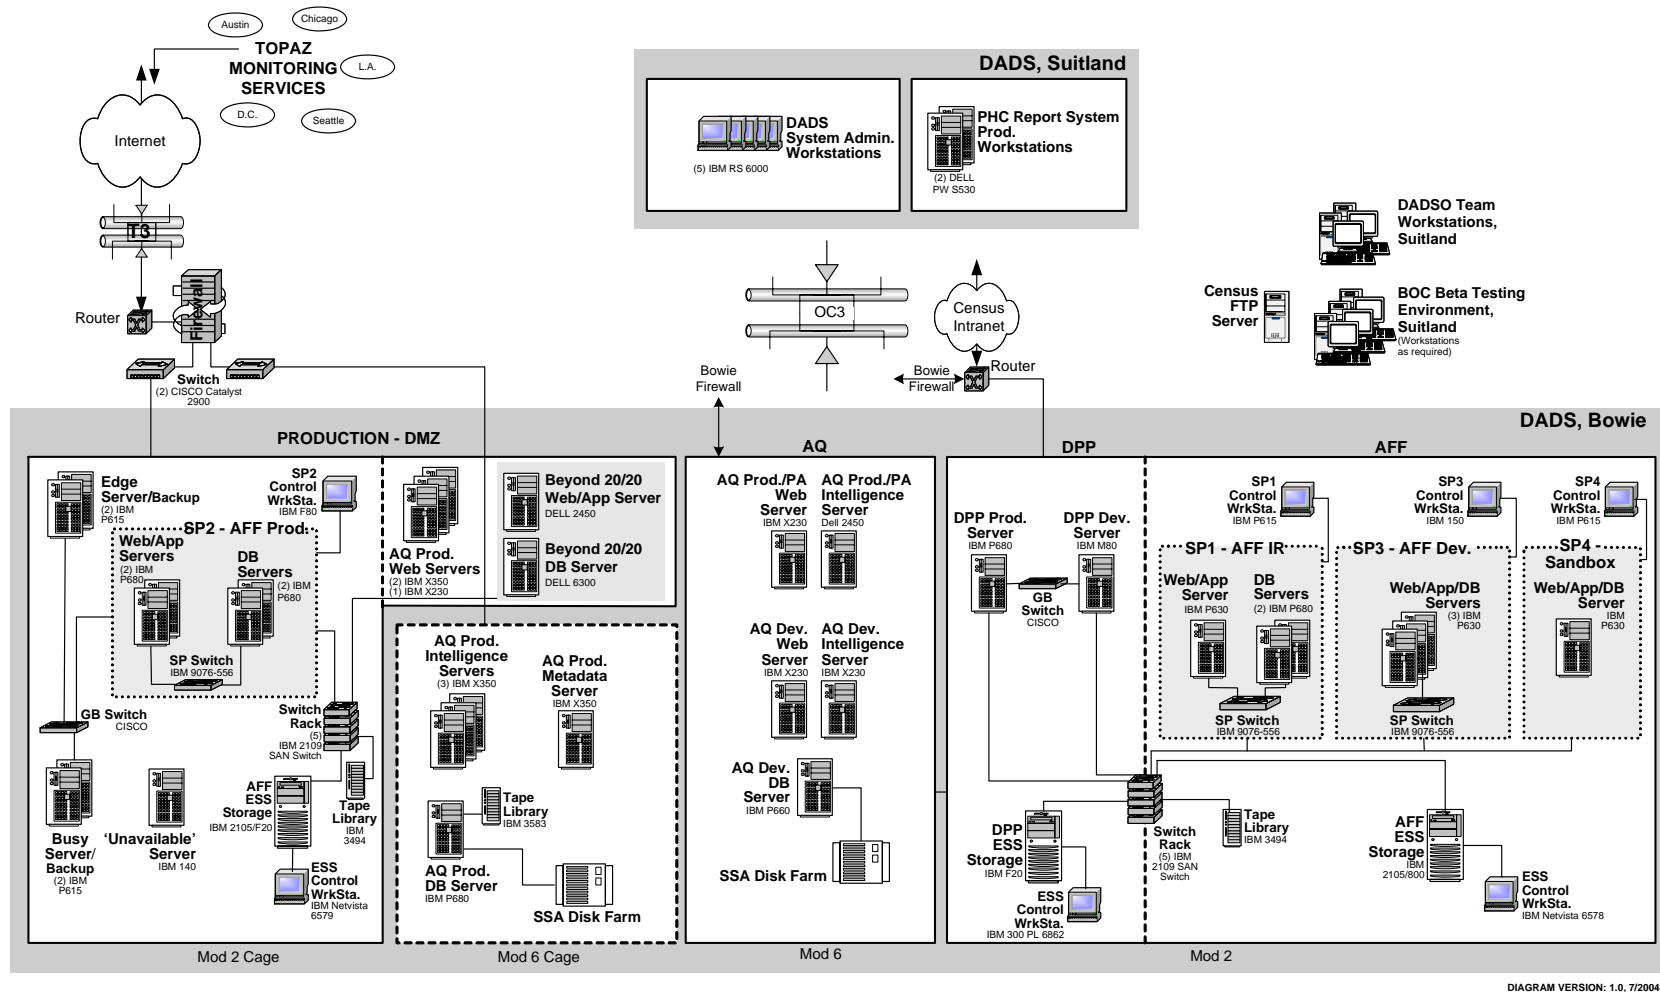 Austin
Chicago
TOPAZ
MONITORING
SERVICES
L.A.
D.C.
Seattle
Internet
T3
Router
Firewall
Switch
(2) CISCO Catalyst
2900
DADS, Suitland
DADS
System Admin.
Workstations
(5) IBM RS 6000
PHC Report System
Prod.
Workstations
(2) DELL
PW S530
OC3
Census
Intranet
Bowie
Firewall
Bowie
Firewall
Router
DADSO Team
Workstations,
Suitland
Census
FTP
Server
BOC Beta Testing
Environment,
Suitland
(Workstations
as required)
DADS, Bowie
PRODUCTION - DMZ
AQ
DPP
AFF
Edge
Server/Backup
(2) IBM
P615
SP2
Control
WrkSta.
IBM F80
SP2 - AFF Prod.
Web/App
Servers
(2) IBM
P680
DB
Servers
(2) IBM
P680
SP Switch
IBM 9076-556
GB Switch
CISCO
Switch
Rack
(5)
IBM 2109
SAN Switch
Busy
Server/
Backup
(2) IBM
P615
'Unavailable'
Server
IBM 140
AFF
ESS
Storage
IBM 2105/F20
Tape
Library
IBM
3494
ESS
Control
WrkSta.
IBM Netvista
6579
Mod 2 Cage
AQ Prod.
Web Servers
(2) IBM X350
(1) IBM X230
Beyond 20/20
Web/App Server
DELL 2450
Beyond 20/20
DB Server
DELL 6300
AQ Prod.
Intelligence
Servers
(3) IBM X350
AQ Prod.
Metadata
Server
IBM X350
Tape
Library
IBM 3583
AQ Prod.
DB Server
IBM P680
SSA Disk Farm
Mod 6 Cage
AQ Prod./PA
Web
Server
IBM X230
AQ Prod./PA
Intelligence
Server
Dell 2450
AQ Dev.
Web
Server
IBM X230
AQ Dev.
Intelligence
Server
IBM X230
AQ Dev.
DB
Server
IBM P660
SSA Disk Farm
Mod 6
DPP Prod.
Server
IBM P680
DPP Dev.
Server
IBM M80
GB
Switch
CISCO
DPP
ESS
Storage
IBM F20
ESS
Control
WrkSta.
IBM 300 PL 6862
Switch
Rack
(5) IBM
2109 SAN
Switch
Tape
Library
IBM 3494
SP1
Control
WrkSta.
IBM P615
SP3
Control
WrkSta.
IBM 150
SP4
Control
WrkSta.
IBM P615
SP1 - AFF IR
Web/App
Server
IBM P630
DB
Servers
(2) IBM P680
SP Switch
IBM 9076-556
SP3 - AFF Dev.
Web/App/DB
Servers
(3) IBM
P630
SP Switch
IBM 9076-556
SP4 -
Sandbox
Web/App/DB
Server
IBM
P630
AFF
ESS
Storage
IBM
2105/800
ESS
Control
WrkSta.
IBM Netvista 6578
Mod 2
DIAGRAM VERSION: 1.0, 7/2004